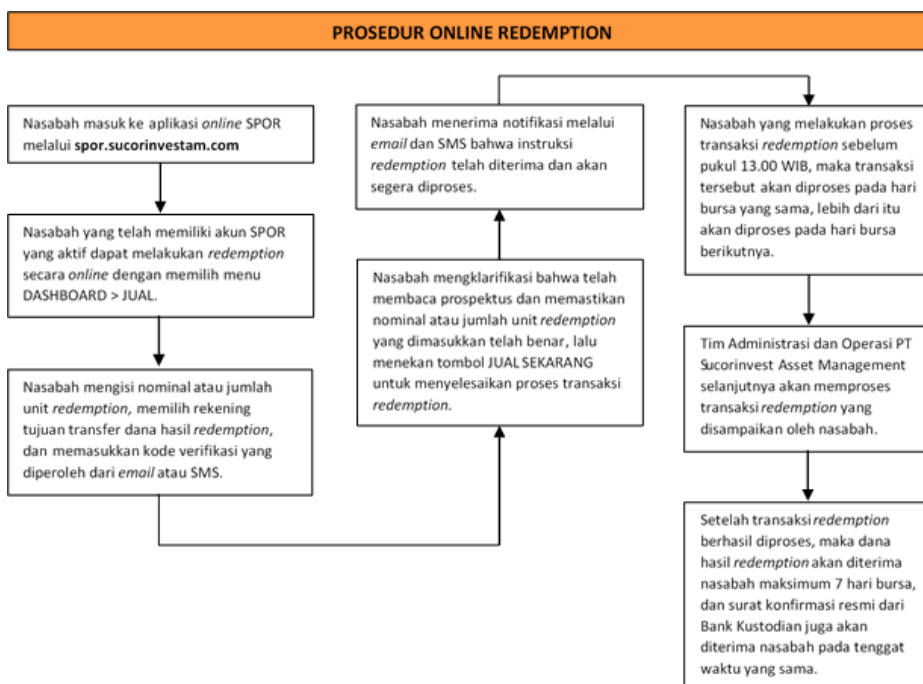 PROSEDUR ONLINE REDEMPTION
Nasabah masuk ke aplikasi online SPOR
melalui spor.sucorinvestam.com
Nasabah yang telah memiliki akun SPOR
yang aktif dapat melakukan redemption
secara online dengan memilih menu
DASHBOARD > JUAL.
Nasabah mengisi nominal atau jumlah
unit redemption, memilih rekening
tujuan transfer dana hasil redemption,
dan memasukkan kode verifikasi yang
diperoleh dari email atau SMS.
Nasabah mengklarifikasi bahwa telah
membaca prospektus dan memastikan
nominal atau jumlah unit redemption
yang dimasukkan telah benar, lalu
menekan tombol JUAL SEKARANG
untuk menyelesaikan proses transaksi
redemption.
Nasabah menerima notifikasi melalui
email dan SMS bahwa instruksi
redemption telah diterima dan akan
segera diproses.
Nasabah yang melakukan proses
transaksi redemption sebelum
pukul 13.00 WIB, maka transaksi
tersebut akan diproses pada hari
bursa yang sama, lebih dari itu
akan diproses pada hari bursa
berikutnya.
Tim Administrasi dan Operasi PT
Sucorinvest Asset Management
selanjutnya akan memproses
transaksi redemption yang
disampaikan oleh nasabah.
Setelah transaksi redemption
berhasil diproses, maka dana
hasil redemption akan diterima
nasabah maksimum 7 hari bursa,
dan surat konfirmasi resmi dari
Bank Kustodian juga akan
diterima nasabah pada tenggat
waktu yang sama.